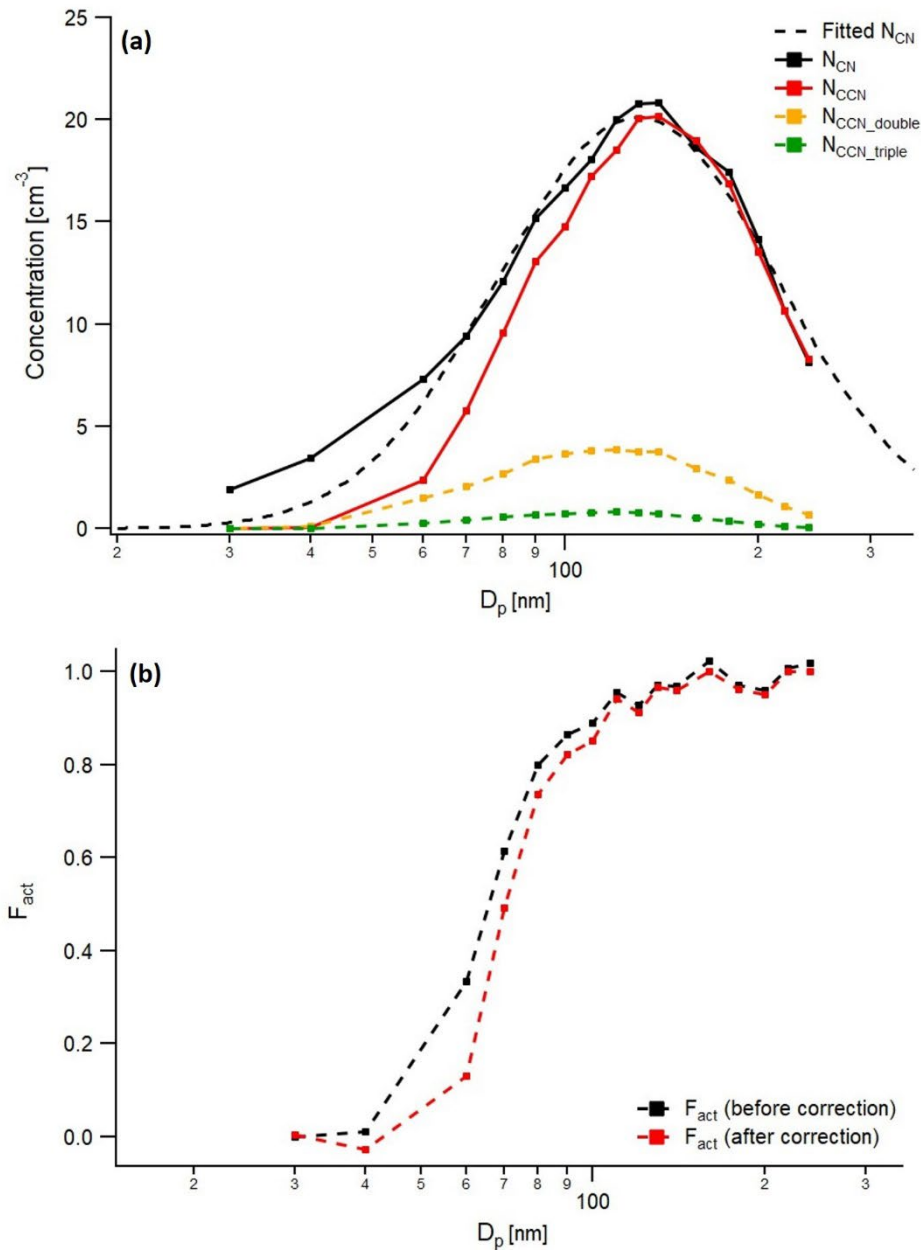 (a)
25
20
15
10
5
0
Concentration [cm⁻³]
Fitted N_CN
N_CN
N_CCN
N_CCN_double
N_CCN_triple
2 3 4 5 6 7 8 9 100 2 3
D_p [nm]
(b)
1.0
0.8
0.6
0.4
0.2
0.0
F_act
F_act (before correction)
F_act (after correction)
2 3 4 5 6 7 8 9 100 2 3
D_p [nm]